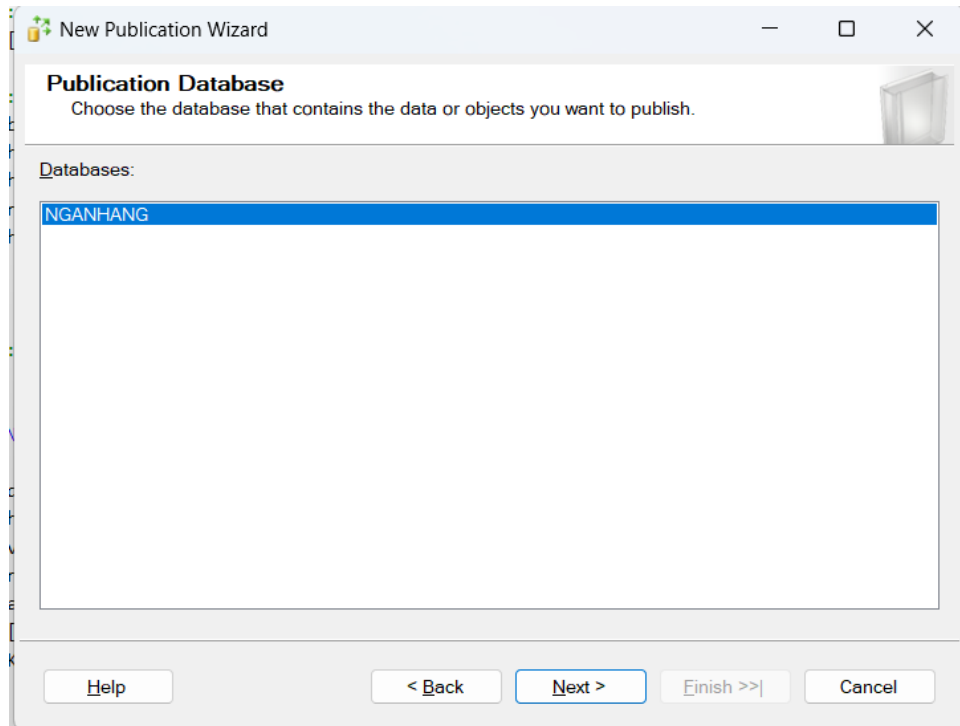 New Publication Wizard
Publication Database
Choose the database that contains the data or objects you want to publish.
Databases:
NGANHANG
Help
< Back
Next >
Finish >>|
Cancel